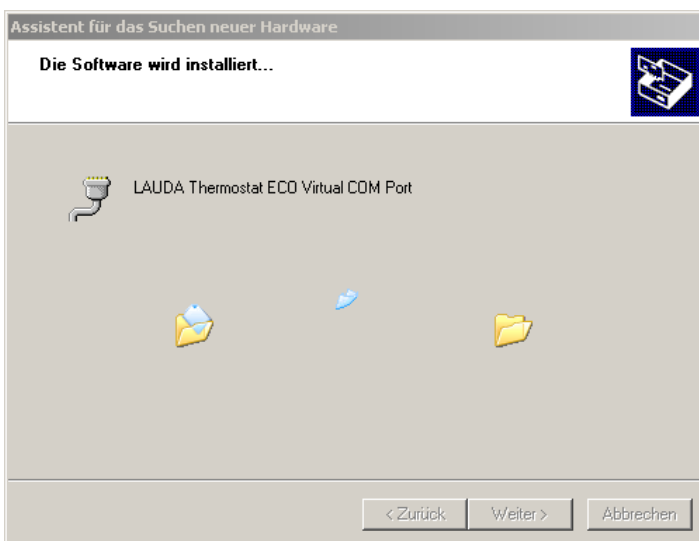 Assistent für das Suchen neuer Hardware
Die Software wird installiert...
LAUDA Thermostat ECO Virtual COM Port
< Zurück
Weiter >
Abbrechen